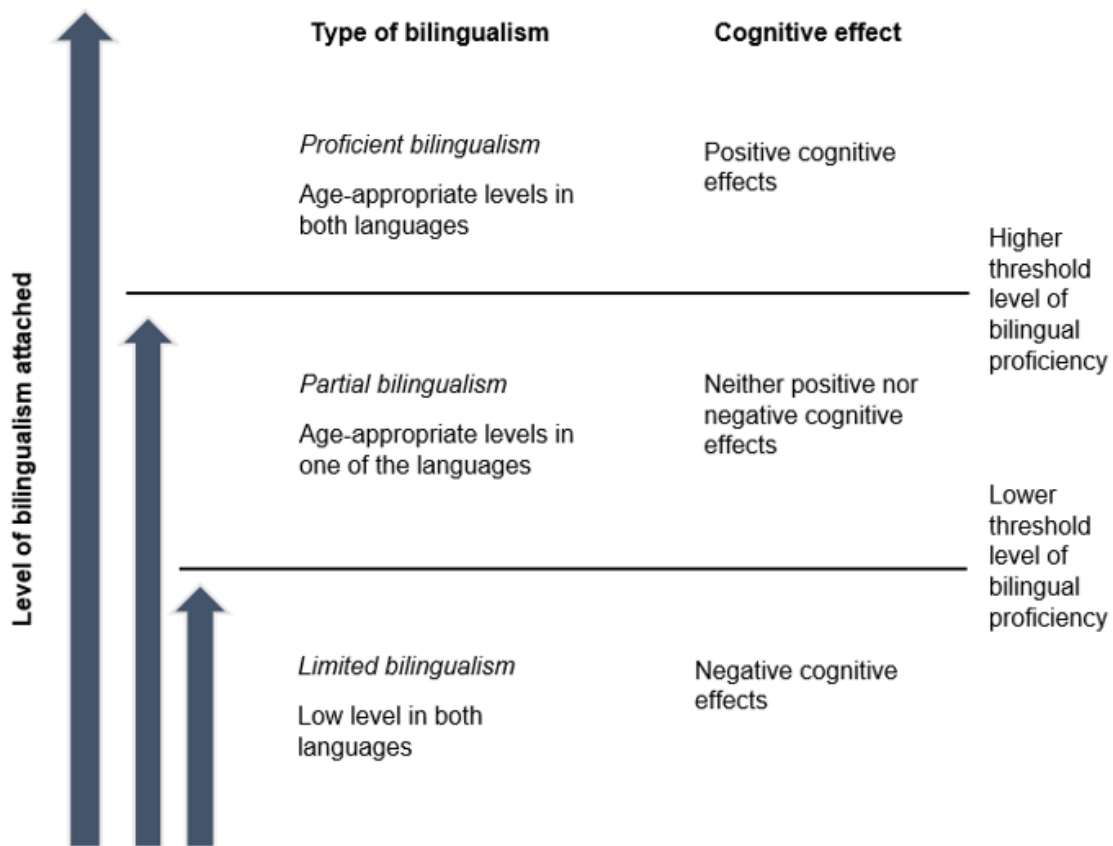 Type of bilingualism
Cognitive effect
Proficient bilingualism
Age-appropriate levels in
both languages
Positive cognitive
effects
Higher
threshold
level of
bilingual
proficiency
Partial bilingualism
Age-appropriate levels in
one of the languages
Neither positive nor
negative cognitive
effects
Lower
threshold
level of
bilingual
proficiency
Limited bilingualism
Low level in both
languages
Negative cognitive
effects
Level of bilingualism attached